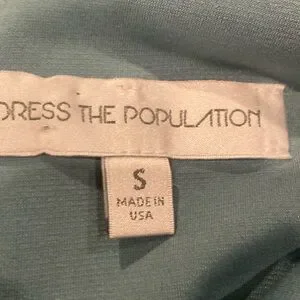 DRESS THE POPULATION
S
MADE IN
USA